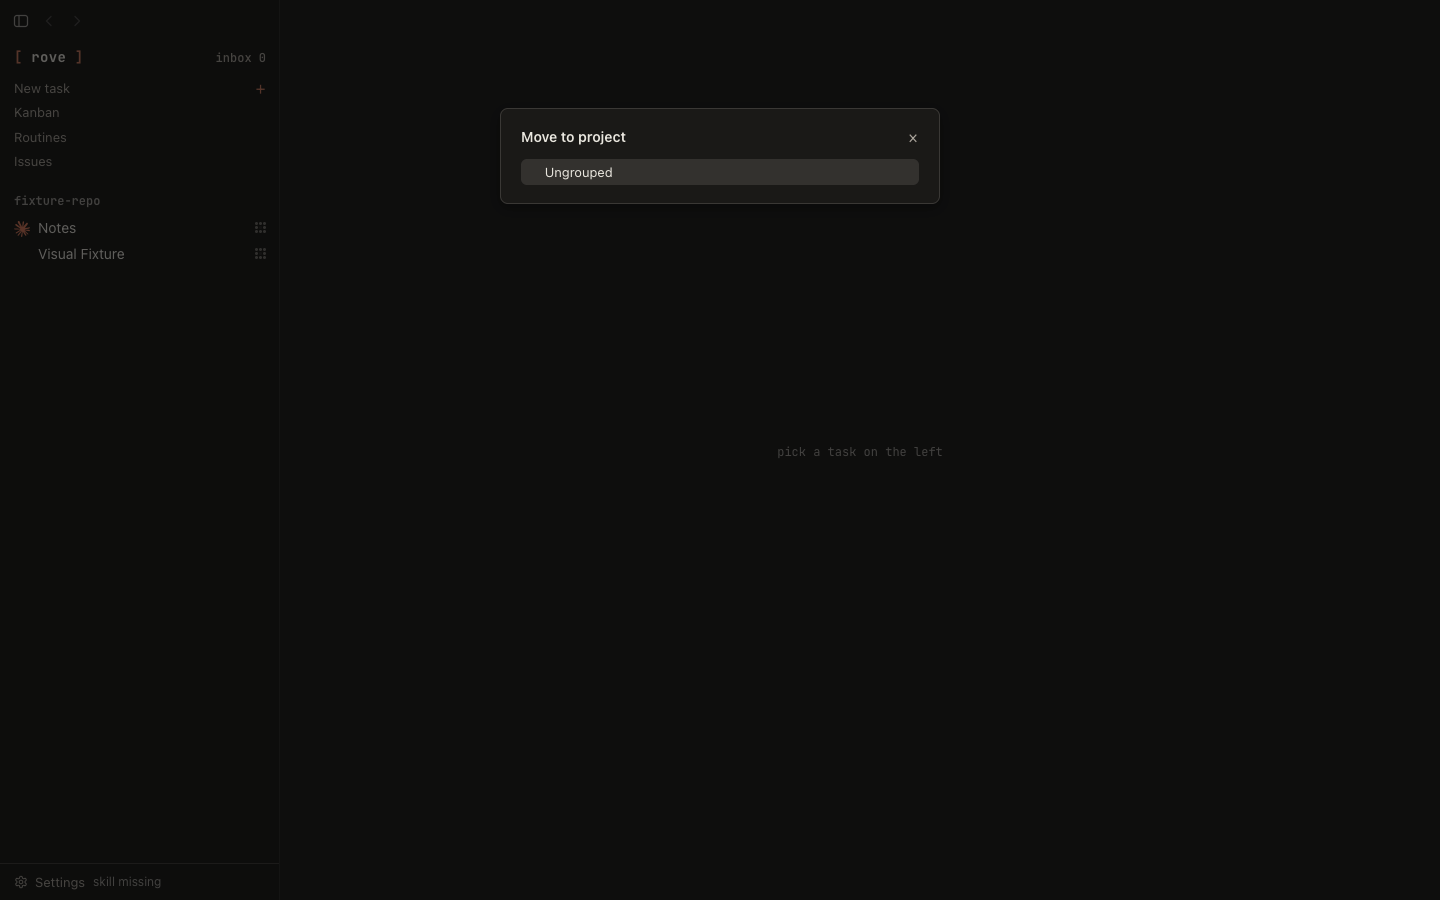 [ rove ]
inbox 0
New task +
Kanban
Routines
Issues
fixture-repo
Notes
Visual Fixture
Move to project ×
Ungrouped
pick a task on the left
Settings skill missing